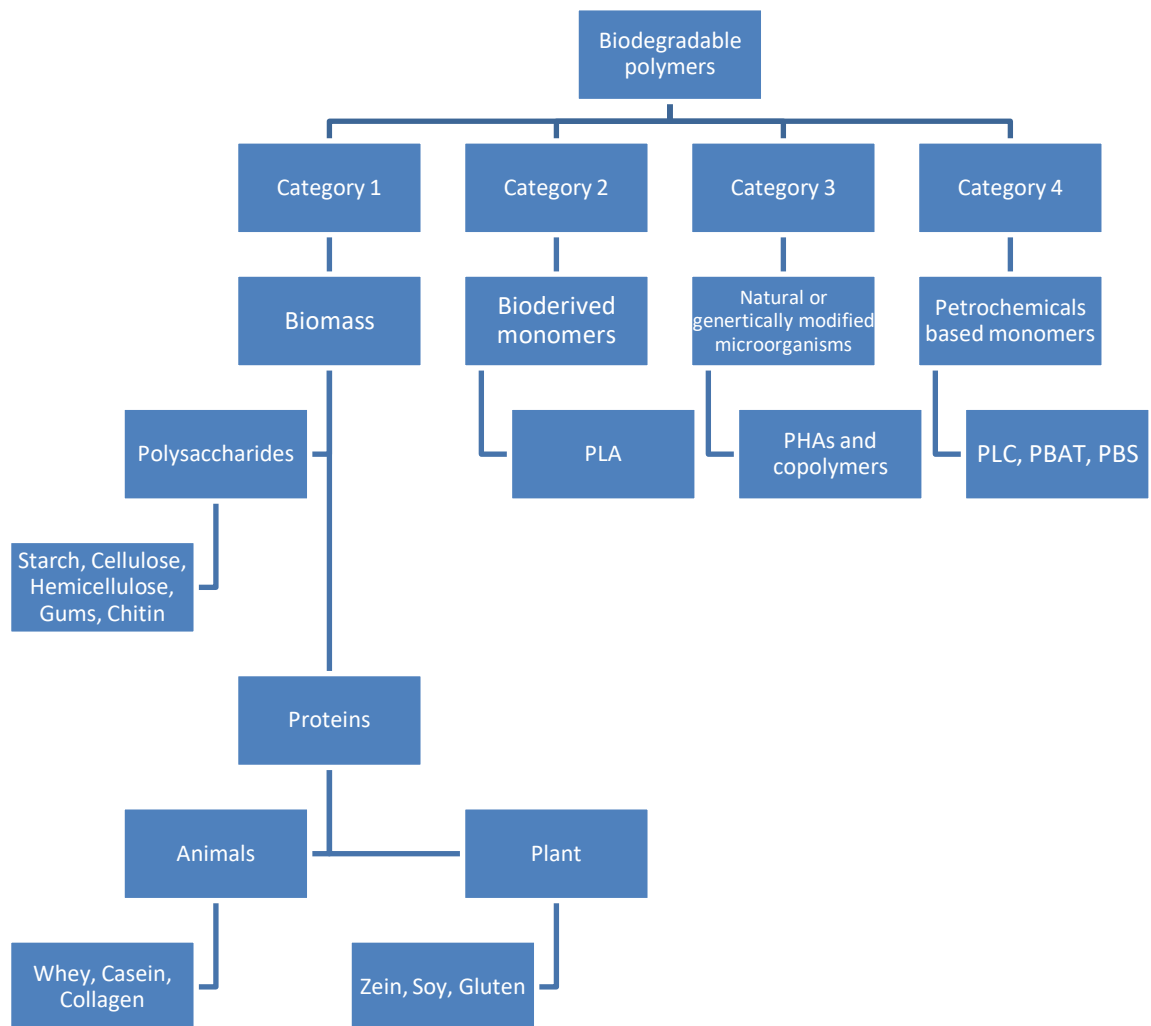 Biodegradable
polymers
Category 1
Category 2
Category 3
Category 4
Biomass
Bioderived
monomers
Natural or
genertically modified
microorganisms
Petrochemicals
based monomers
Polysaccharides
PLA
PHAs and
copolymers
PLC, PBAT, PBS
Starch, Cellulose,
Hemicellulose,
Gums, Chitin
Proteins
Animals
Plant
Whey, Casein,
Collagen
Zein, Soy, Gluten